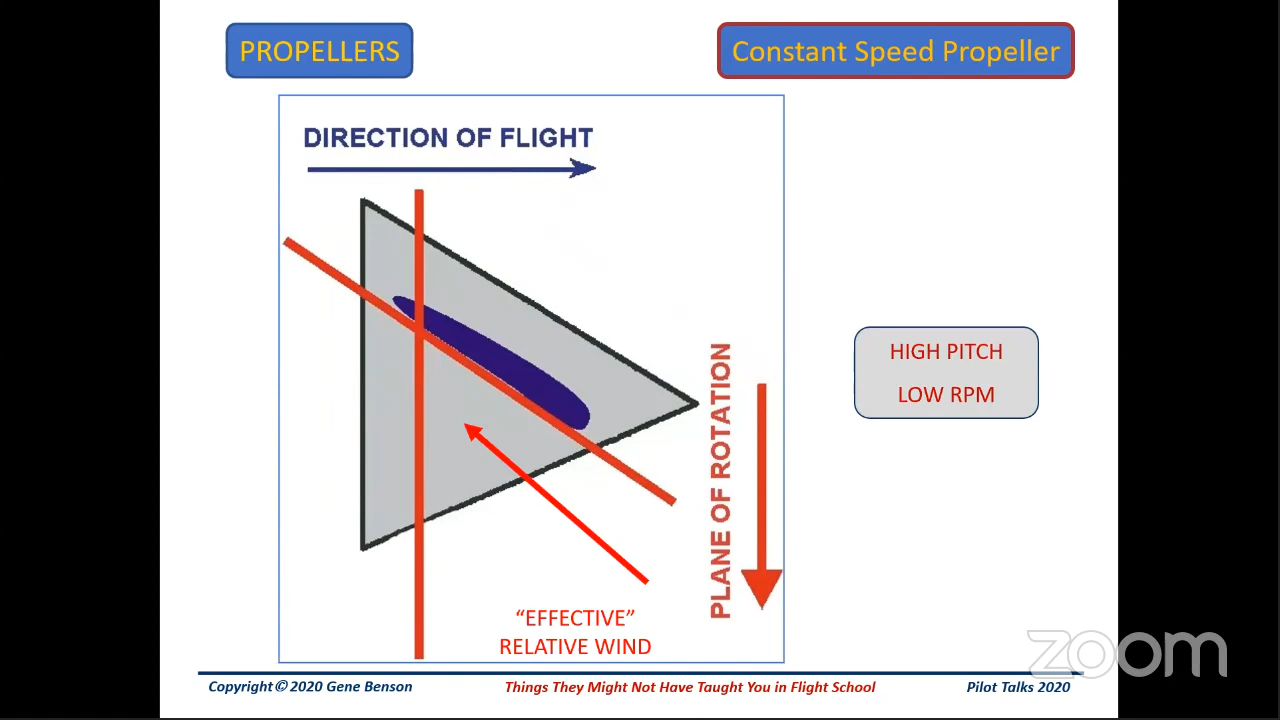 PROPELLERS
Constant Speed Propeller
DIRECTION OF FLIGHT
PLANE OF ROTATION
HIGH PITCH
LOW RPM
“EFFECTIVE”
RELATIVE WIND
zoom
Copyright © 2020 Gene Benson
Things They Might Not Have Taught You in Flight School
Pilot Talks 2020